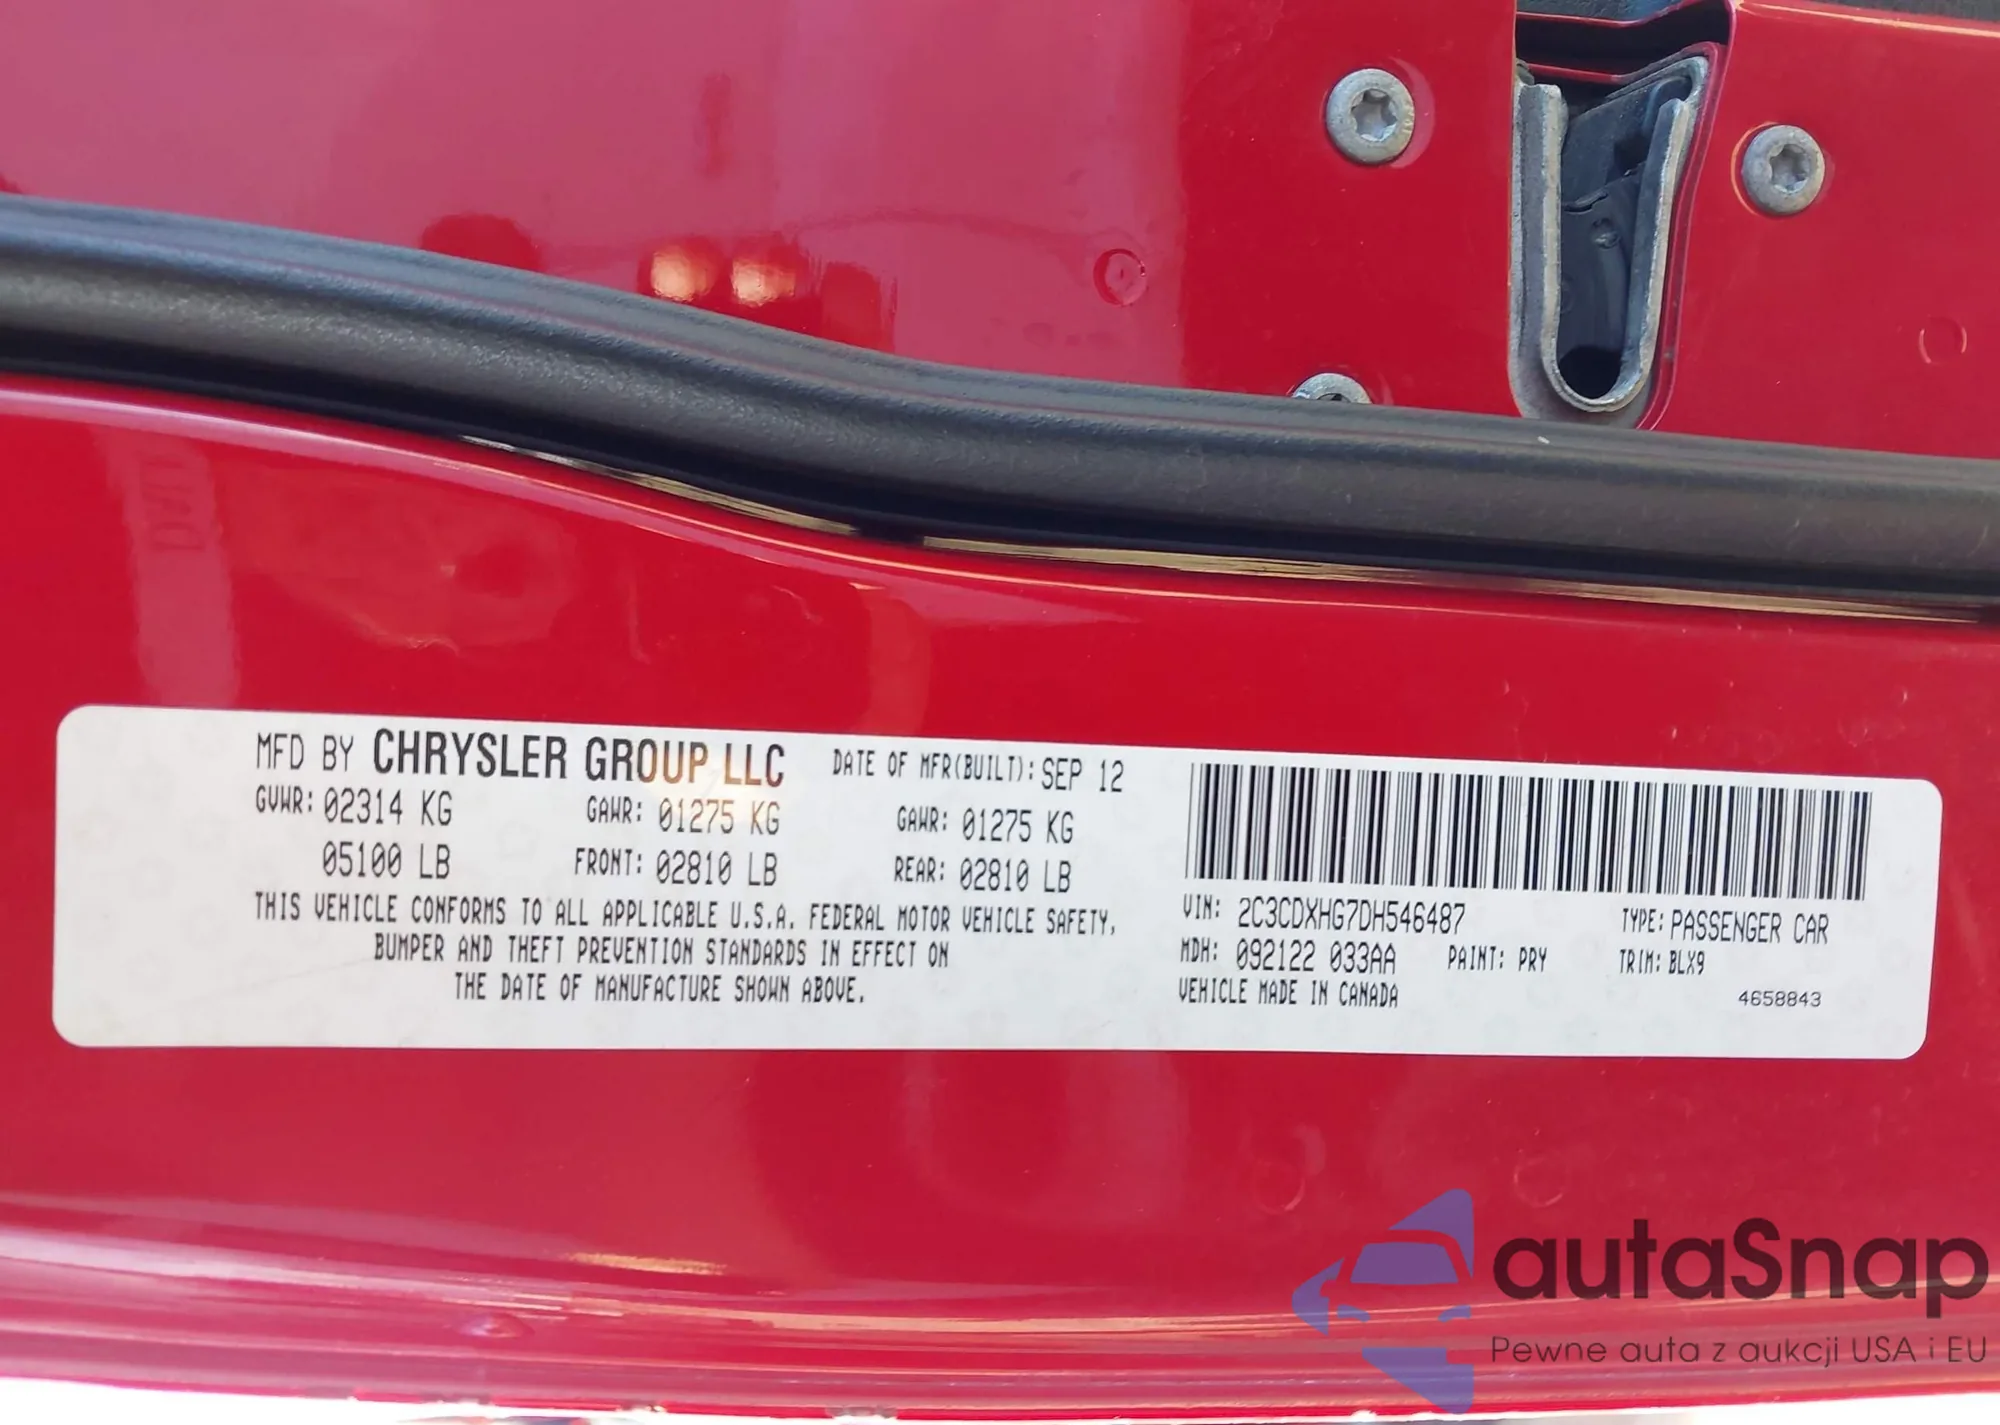 MFD BY CHRYSLER GROUP LLC DATE OF MFR(BUILT): SEP 12
GVWR: 02314 KG GAWR: 01275 KG GAWR: 01275 KG
05100 LB FRONT: 02810 LB REAR: 02810 LB
THIS VEHICLE CONFORMS TO ALL APPLICABLE U.S.A. FEDERAL MOTOR VEHICLE SAFETY,
BUMPER AND THEFT PREVENTION STANDARDS IN EFFECT ON
THE DATE OF MANUFACTURE SHOWN ABOVE.
VIN: 2C3CDXHG7DH546487 TYPE: PASSENGER CAR
MDH: 092122 033AA PAINT: PRY TRIM: BLX9
VEHICLE MADE IN CANADA 4658843
autaSnap
Pewne auta z aukcji USA i EU